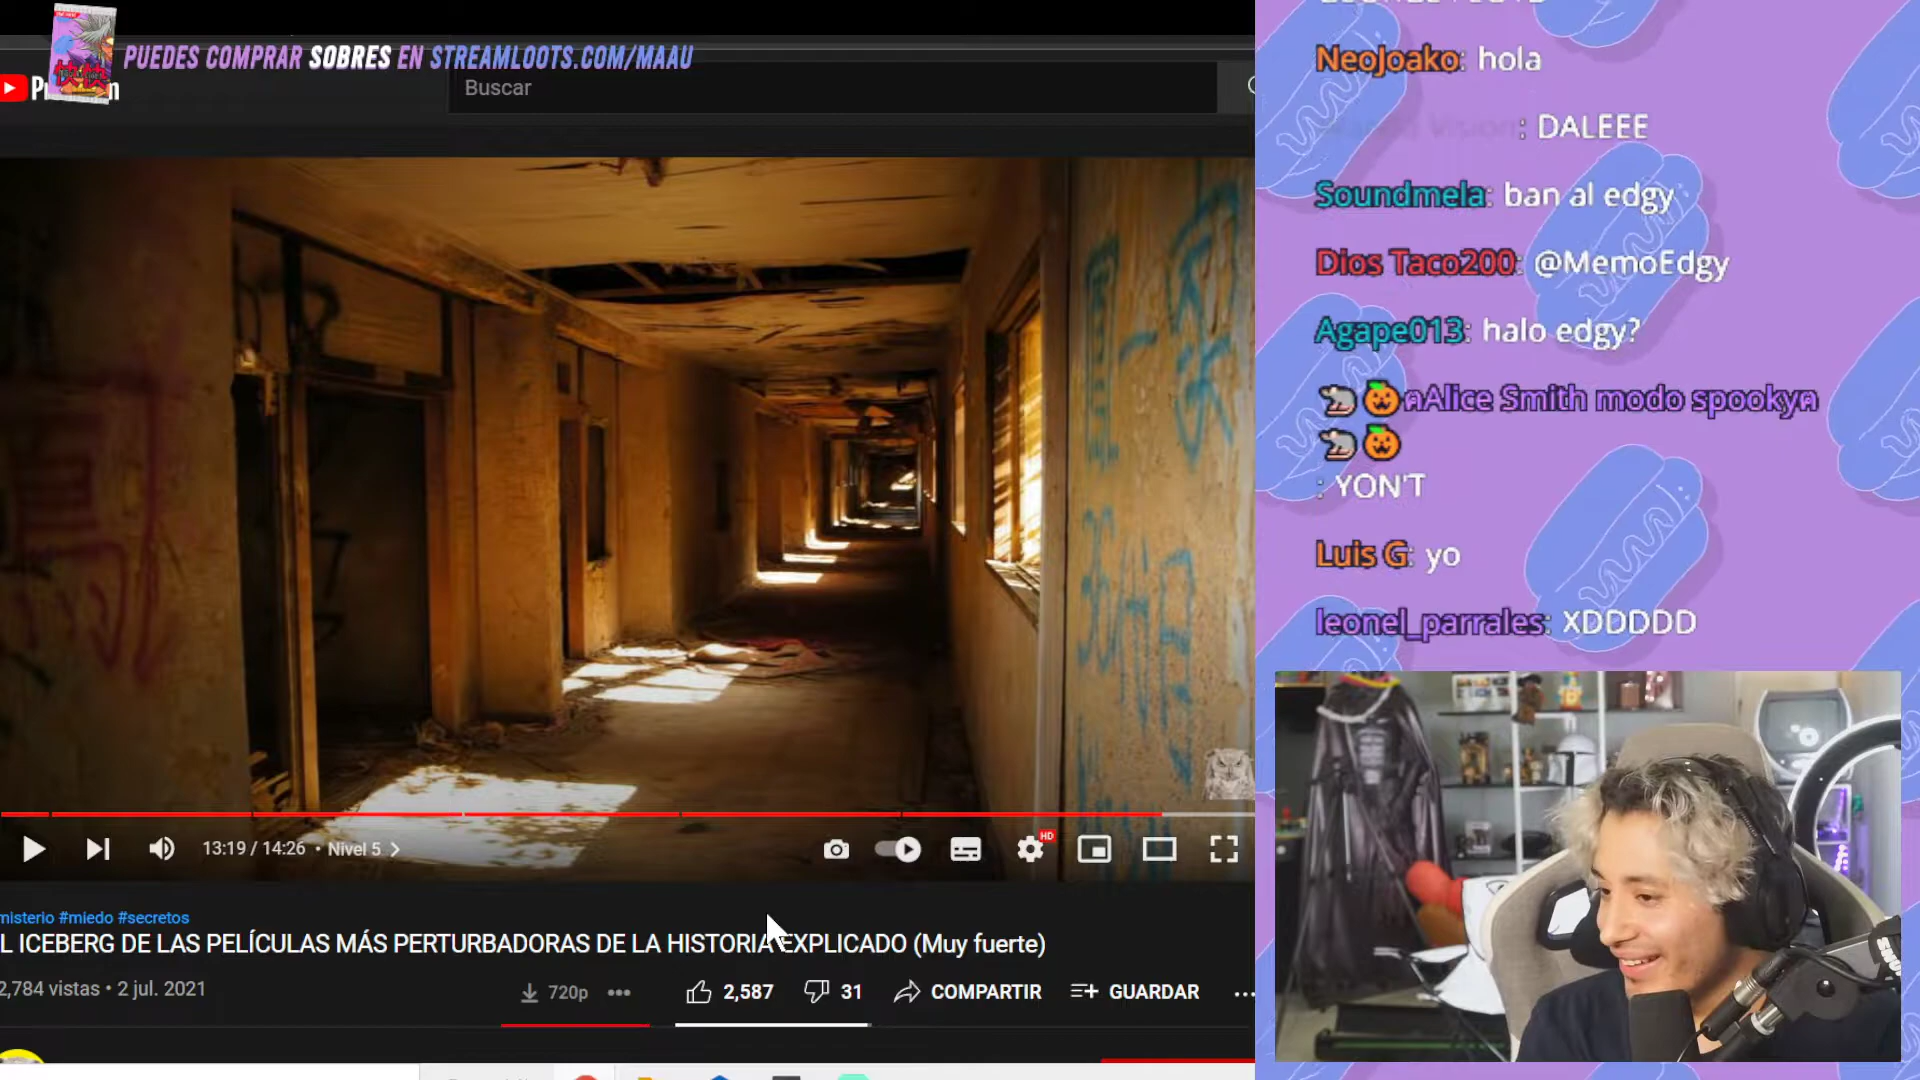 PUEDES COMPRAR SOBRES EN STREAMLOOTS.COM/MAAU
Buscar
NeoJoako: hola
: DALEEE
Soundmela: ban al edgy
Dios Taco200: @MemoEdgy
Agape013: halo edgy?
🐀🎃ᴎAlice Smith modo spookyᴎ
🐀🎃
: YON'T
Luis G: yo
leonel_parrales: XDDDDD
13:19 / 14:26 • Nivel 5 >
HD
misterio #miedo #secretos
L ICEBERG DE LAS PELÍCULAS MÁS PERTURBADORAS DE LA HISTORIA EXPLICADO (Muy fuerte)
2,784 vistas • 2 jul. 2021
720p
2,587
31
COMPARTIR
GUARDAR